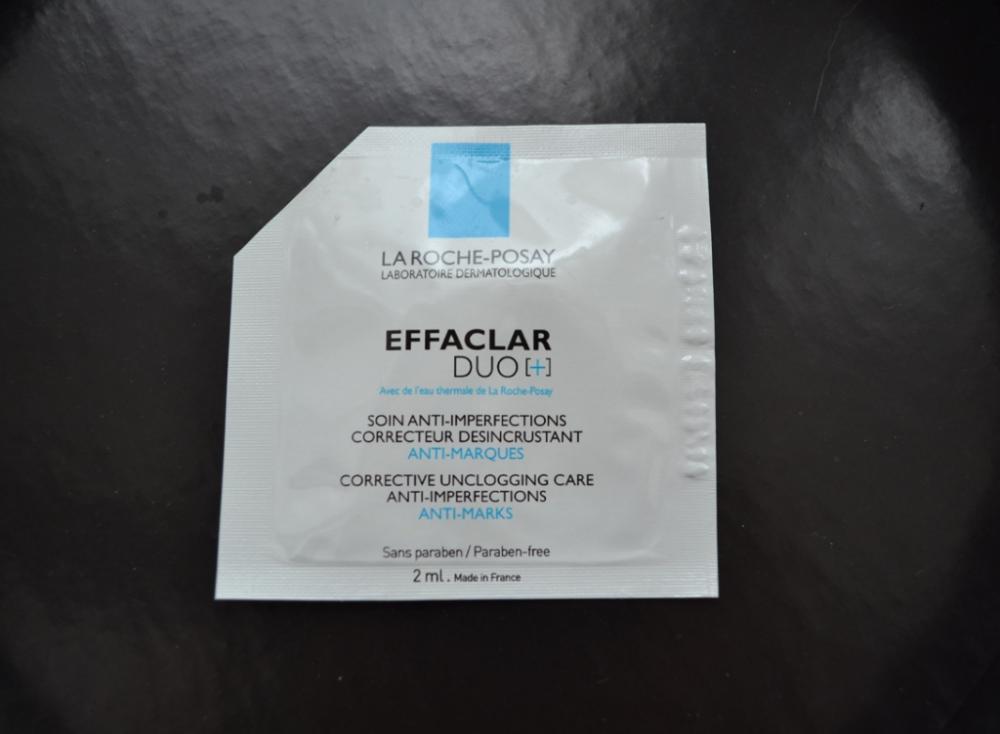 LA ROCHE-POSAY
LABORATOIRE DERMATOLOGIQUE
EFFACLAR
DUO [+]
Avec de l'eau thermale de La Roche-Posay
SOIN ANTI-IMPERFECTIONS
CORRECTEUR DESINCRUSTANT
ANTI-MARQUES
CORRECTIVE UNCLOGGING CARE
ANTI-IMPERFECTIONS
ANTI-MARKS
Sans paraben / Paraben-free
2 ml. Made in France